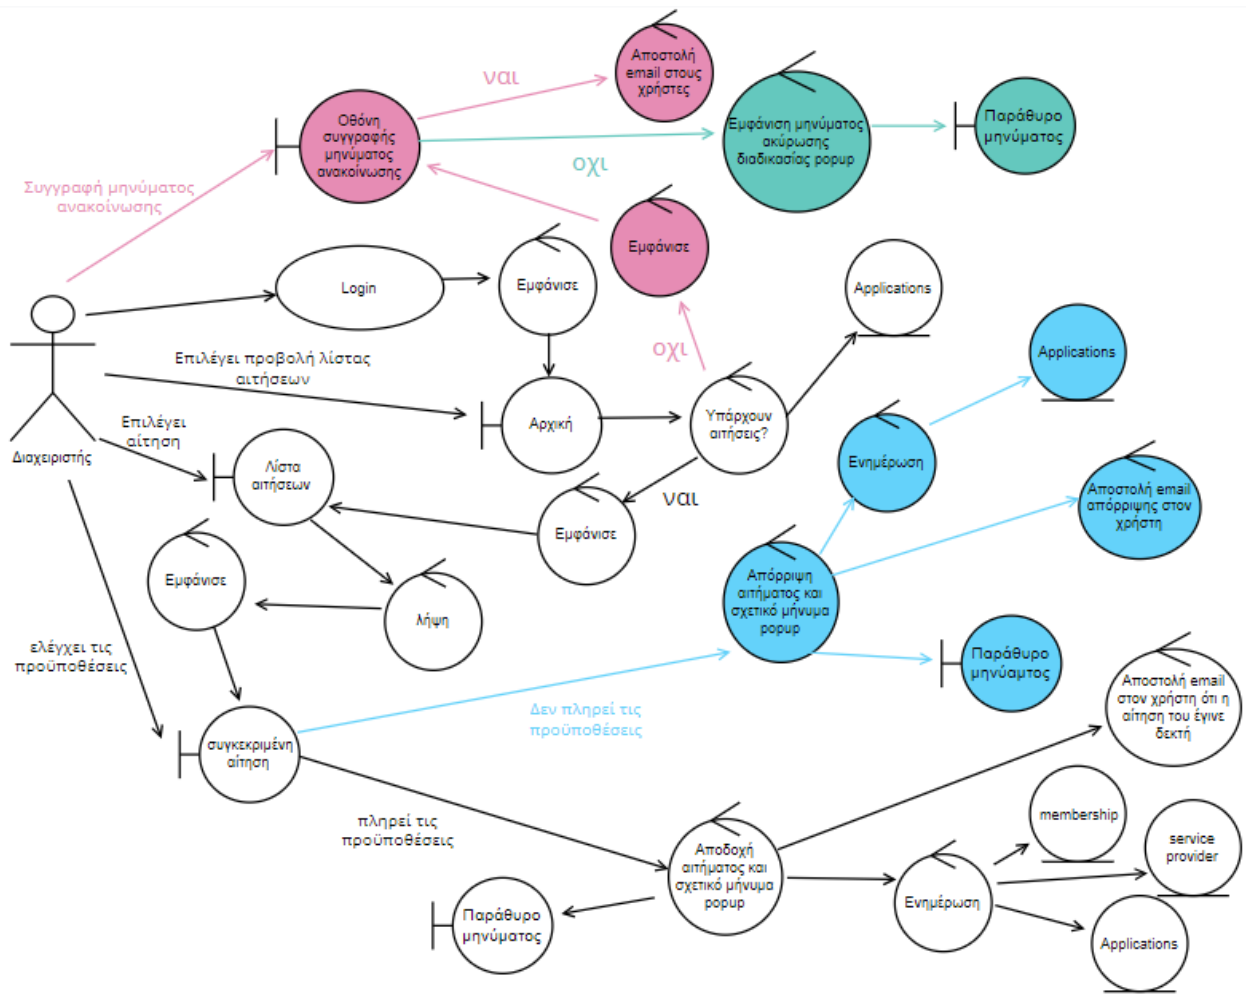 Αποστολή
email στους
χρήστες
ναι
Οθόνη
συγγραφής
μηνύματος
ανακοίνωσης
Εμφάνιση μηνύματος
ακύρωσης
διαδικασίας popup
Παράθυρο
μηνύματος
οχι
Συγγραφή μηνύματος
ανακοίνωσης
Εμφάνισε
Login
Εμφάνισε
Applications
οχι
Applications
Επιλέγει προβολή λίστας
αιτήσεων
Αρχική
Υπάρχουν
αιτήσεις?
Επιλέγει
αίτηση
Διαχειριστής
Λίστα
αιτήσεων
Ενημέρωση
ναι
Αποστολή email
απόρριψης στον
χρήστη
Εμφάνισε
Εμφάνισε
λήψη
Απόρριψη
αιτήματος και
σχετικό μήνυμα
popup
ελέγχει τις
προϋποθέσεις
Παράθυρο
μηνύαμτος
Αποστολή email
στον χρήστη ότι η
αίτηση του έγινε
δεκτή
Δεν πληρεί τις
προϋποθέσεις
συγκεκριμένη
αίτηση
πληρεί τις
προϋποθέσεις
membership
service
provider
Αποδοχή
αιτήματος και
σχετικό μήνυμα
popup
Ενημέρωση
Παράθυρο
μηνύματος
Applications